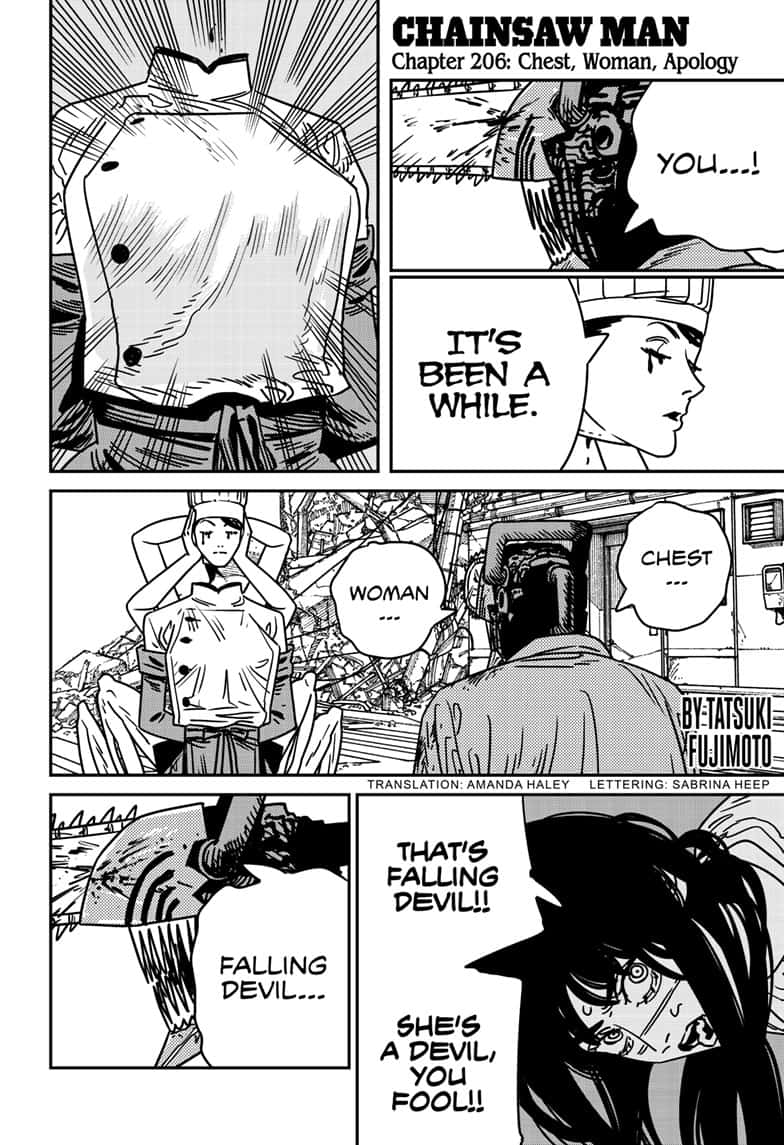 CHAINSAW MAN
Chapter 206: Chest, Woman, Apology
YOU...!
IT'S
BEEN A
WHILE.
CHEST
...
WOMAN
...
BY TATSUKI
FUJIMOTO
TRANSLATION: AMANDA HALEY LETTERING: SABRINA HEEP
THAT'S
FALLING
DEVIL!!
SHE'S
A DEVIL,
YOU
FOOL!!
FALLING
DEVIL...